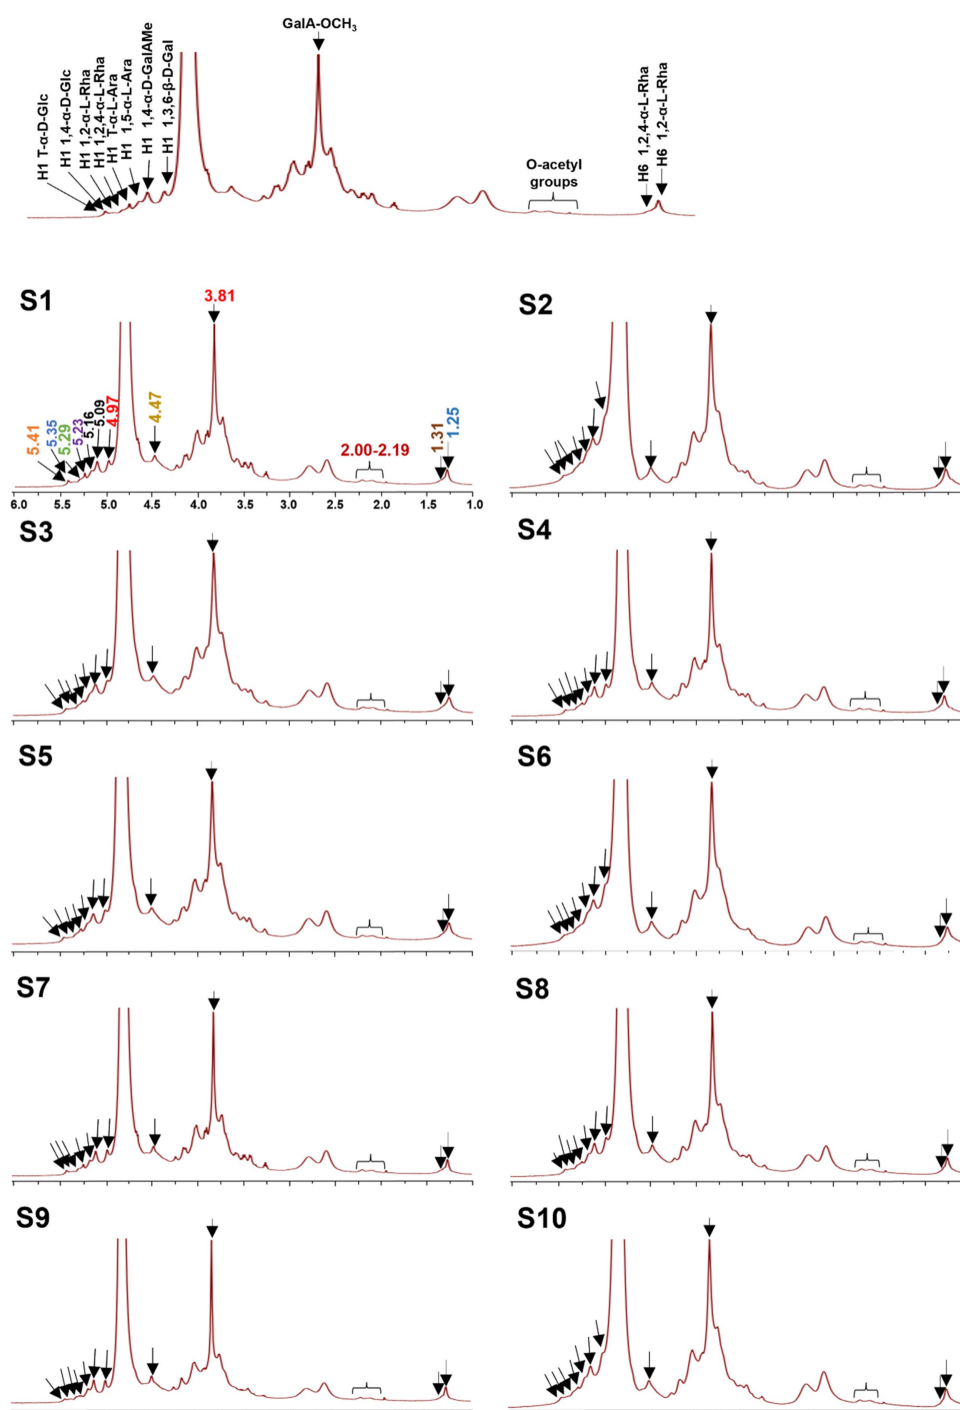 GalA-OCH3
H1 T-α-D-Glc
H1 1,4-α-D-Glc
H1 1,2-α-L-Rha
H1 1,2,4-α-L-Rha
H1 T-α-L-Ara
H1 1,5-α-L-Ara
H1 1,4-α-D-GalAMe
H1 1,3,6-β-D-Gal
O-acetyl
groups
H6 1,2,4-α-L-Rha
H6 1,2-α-L-Rha
S1
3.81
5.41
5.35
5.29
5.23
5.16
5.09
4.97
4.47
2.00-2.19
1.31
1.25
6.0 5.5 5.0 4.5 4.0 3.5 3.0 2.5 2.0 1.5 1.0
S2
S3
S4
S5
S6
S7
S8
S9
S10